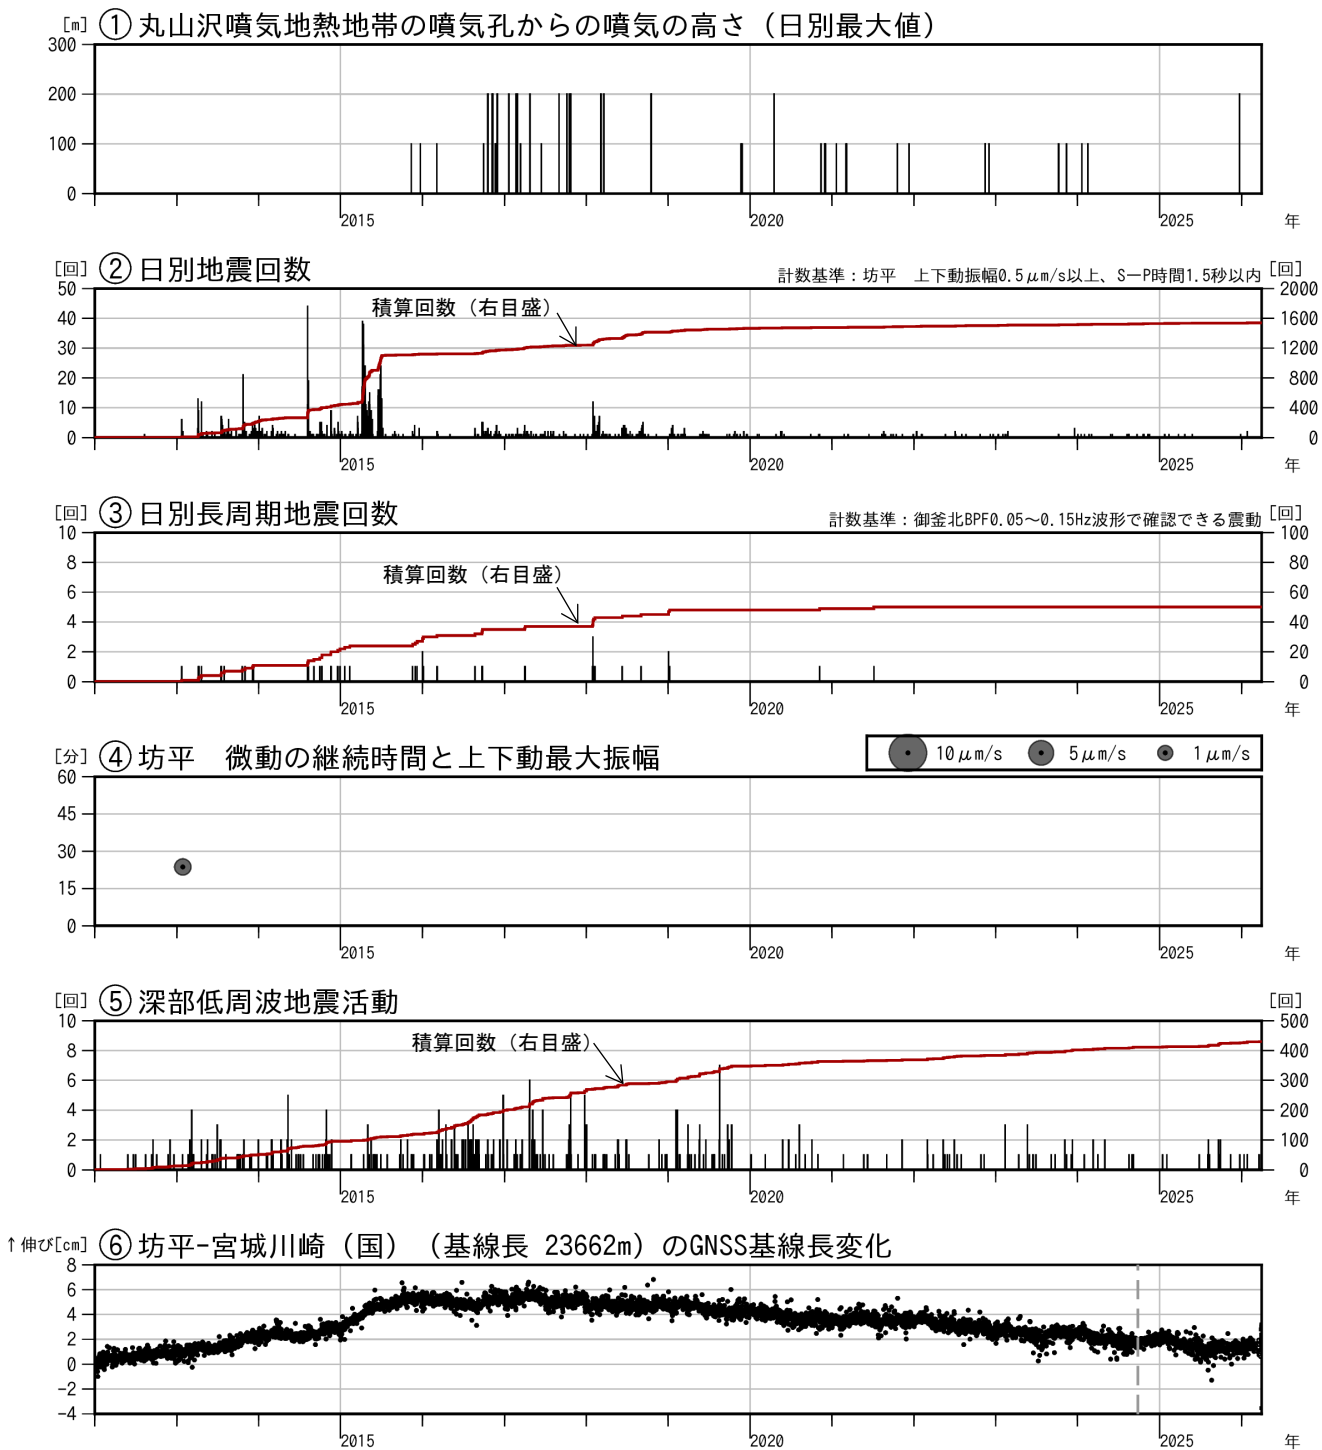 [m] ①丸山沢噴気地熱地帯の噴気孔からの噴気の高さ（日別最大値）
300
200
100
0
2015 2020 2025 年
[回] ②日別地震回数
計数基準：坊平　上下動振幅0.5μm/s以上、S－P時間1.5秒以内 [回]
50 2000
積算回数（右目盛）
40 1600
30 1200
20 800
10 400
0 0
2015 2020 2025 年
[回] ③日別長周期地震回数
計数基準：御釜北BPF0.05～0.15Hz波形で確認できる震動 [回]
10 100
8 80
積算回数（右目盛）
6 60
4 40
2 20
0 0
2015 2020 2025 年
[分] ④坊平　微動の継続時間と上下動最大振幅
10μm/s 5μm/s 1μm/s
60
45
30
15
0
2015 2020 2025 年
[回] ⑤深部低周波地震活動 [回]
10 500
積算回数（右目盛）
8 400
6 300
4 200
2 100
0 0
2015 2020 2025 年
↑伸び[cm] ⑥坊平-宮城川崎（国）（基線長 23662m）のGNSS基線長変化
8
6
4
2
0
-2
-4
2015 2020 2025 年